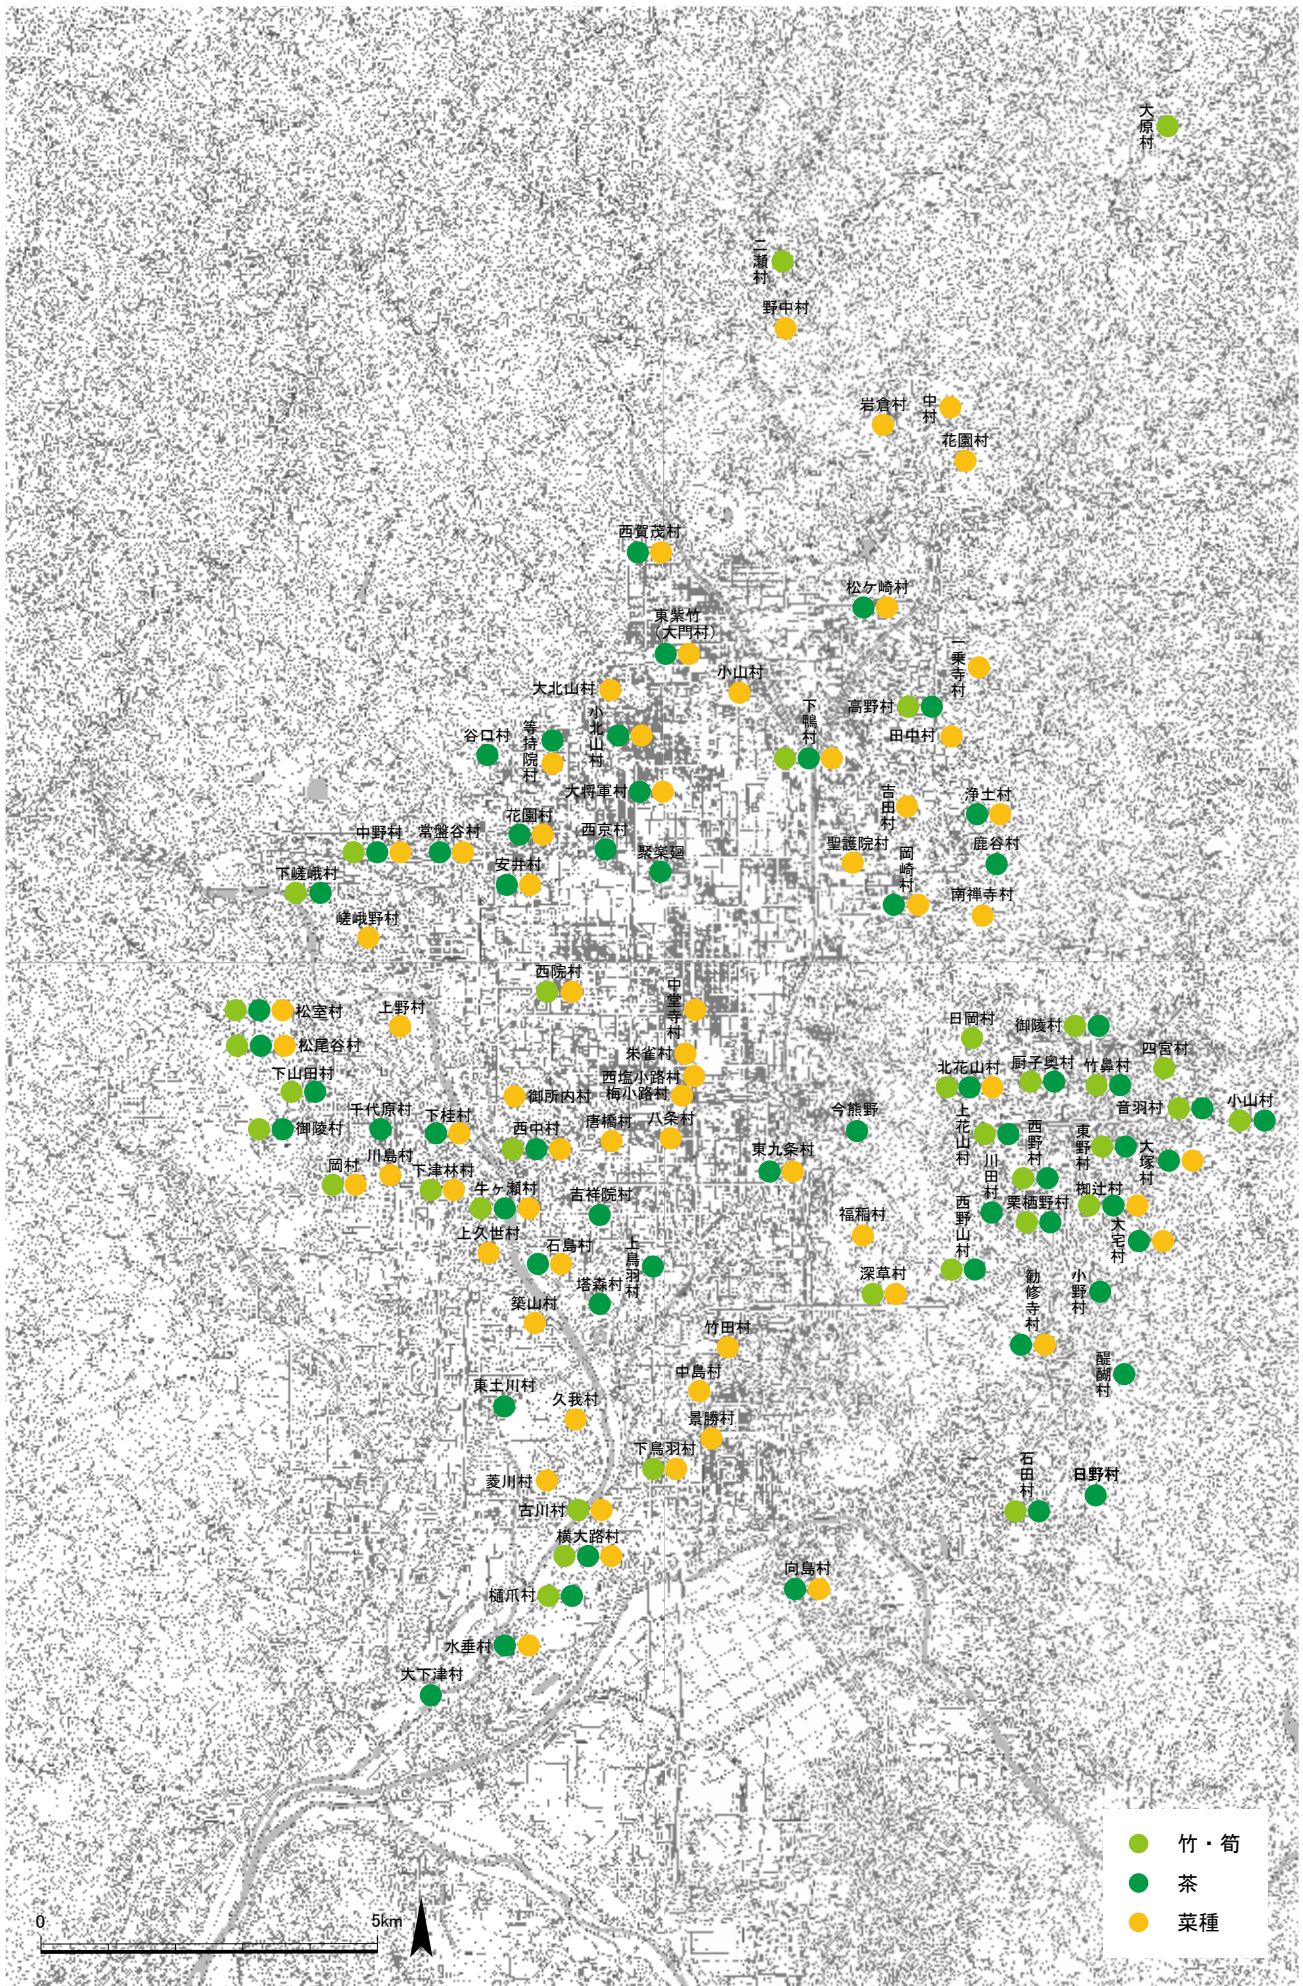 大原村
二瀬村
野中村
岩倉村
中村
花園村
西賀茂村
松ケ崎村
東紫竹
（大門村）
一乗寺村
小山村
大北山村
高野村
下鴨村
小北山村
等持院村
谷口村
田中村
大将軍村
吉田村
浄土村
花園村
西京村
中野村
常盤谷村
聖護院村
鹿谷村
聚楽廻
岡崎村
下嵯峨村
安井村
南禅寺村
嵯峨野村
西院村
中堂寺村
松室村
上野村
日岡村
御陵村
松尾谷村
朱雀村
四宮村
下山田村
西塩小路村
梅小路村
御所内村
北花山村
厨子奥村
竹鼻村
音羽村
小山村
千代原村
下桂村
御陵村
西中村
唐橋村
八条村
今熊野
上花山村
西野村
東野村
大塚村
東九条村
岡村
川島村
下津林村
川田村
牛ヶ瀬村
吉祥院村
西野山村
栗栖野村
椥辻村
福稲村
大宅村
上久世村
石島村
上鳥羽村
深草村
勧修寺村
小野村
塔森村
築山村
竹田村
醍醐村
中島村
東土川村
久我村
景勝村
下鳥羽村
菱川村
石田村
日野村
古川村
横大路村
向島村
樋爪村
水垂村
大下津村
竹・筍
茶
菜種
0
5km